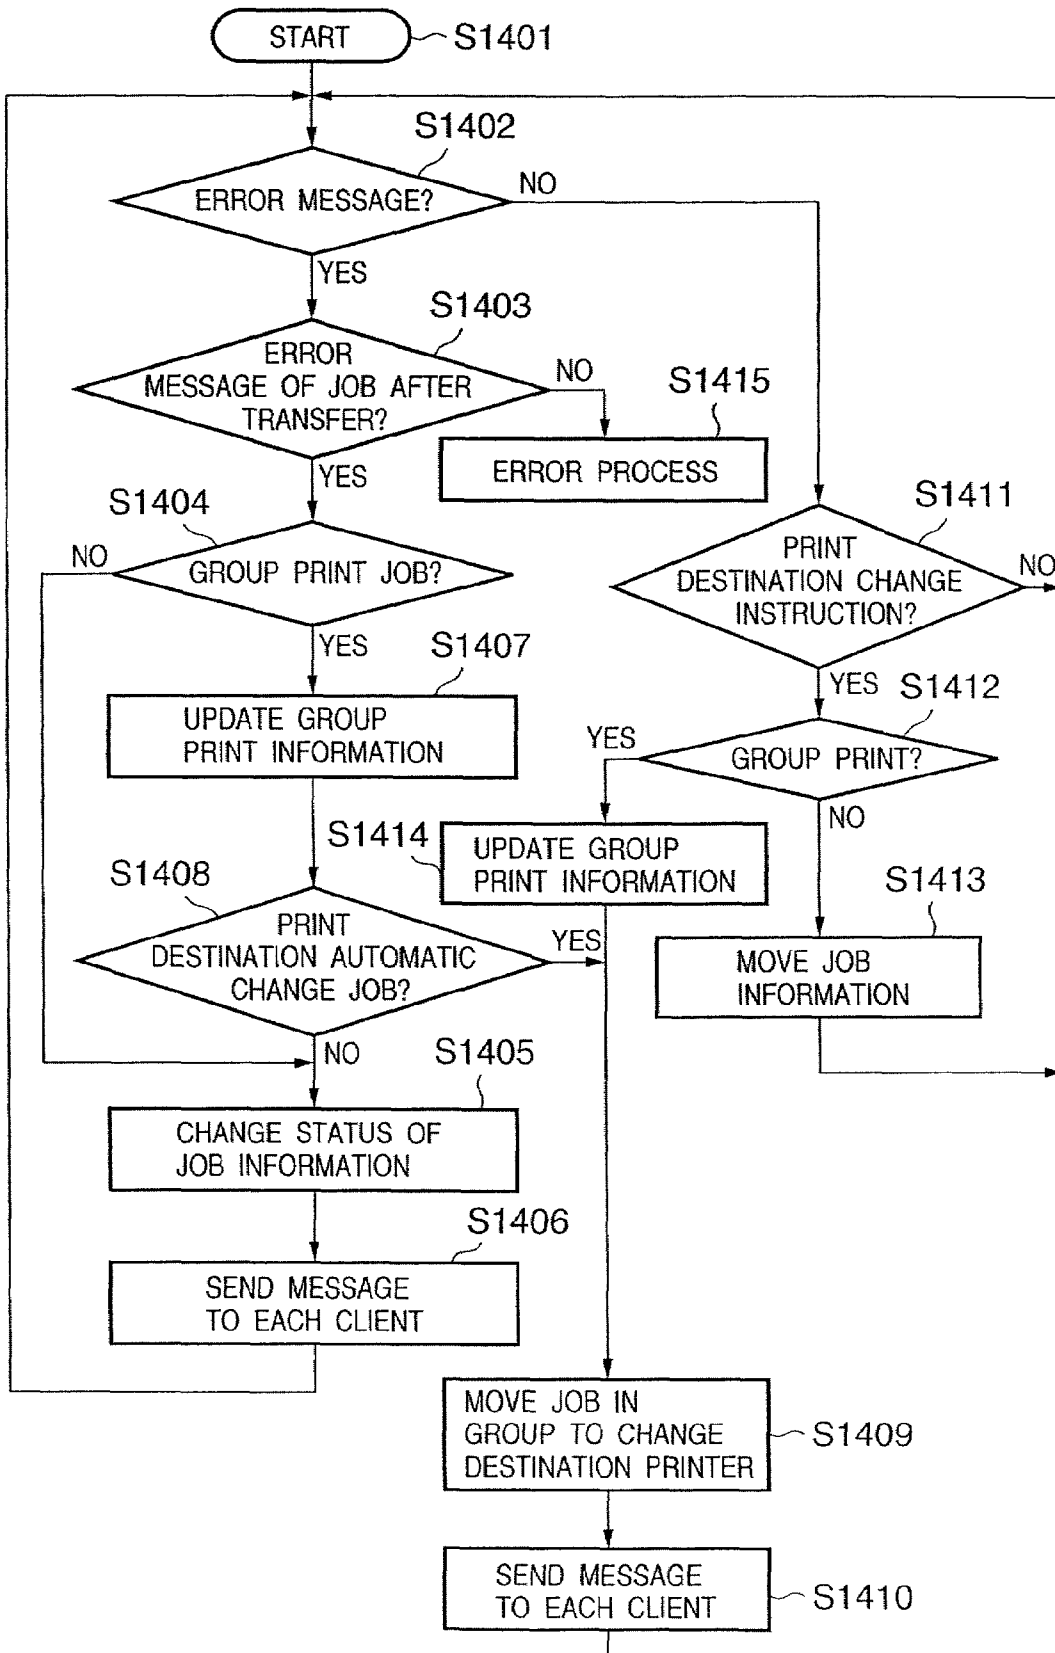 START
S1401
S1402
ERROR MESSAGE?
NO
YES
S1403
ERROR
MESSAGE OF JOB AFTER
TRANSFER?
NO
YES
S1415
ERROR PROCESS
S1404
NO
GROUP PRINT JOB?
YES
S1411
PRINT
DESTINATION CHANGE
INSTRUCTION?
NO
YES
S1407
UPDATE GROUP
PRINT INFORMATION
S1412
YES
GROUP PRINT?
NO
S1414
UPDATE GROUP
PRINT INFORMATION
S1408
PRINT
DESTINATION AUTOMATIC
CHANGE JOB?
YES
NO
S1413
MOVE JOB
INFORMATION
S1405
CHANGE STATUS OF
JOB INFORMATION
S1406
SEND MESSAGE
TO EACH CLIENT
MOVE JOB IN
GROUP TO CHANGE
DESTINATION PRINTER
S1409
SEND MESSAGE
TO EACH CLIENT
S1410